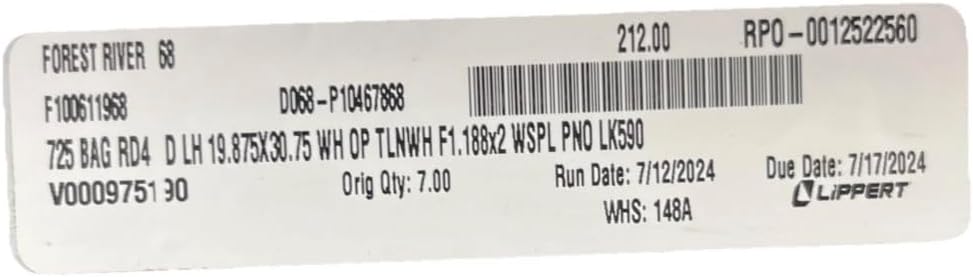 FOREST RIVER 68 212.00 RPO-0012522560
F100611968 D068-P10467868
725 BAG RD4 D LH 19.875X30.75 WH OP TLNWH F1.188x2 WSPL PNO LK590
V000975190 Orig Qty: 7.00 Run Date: 7/12/2024 Due Date: 7/17/2024
WHS: 148A LiPPERT